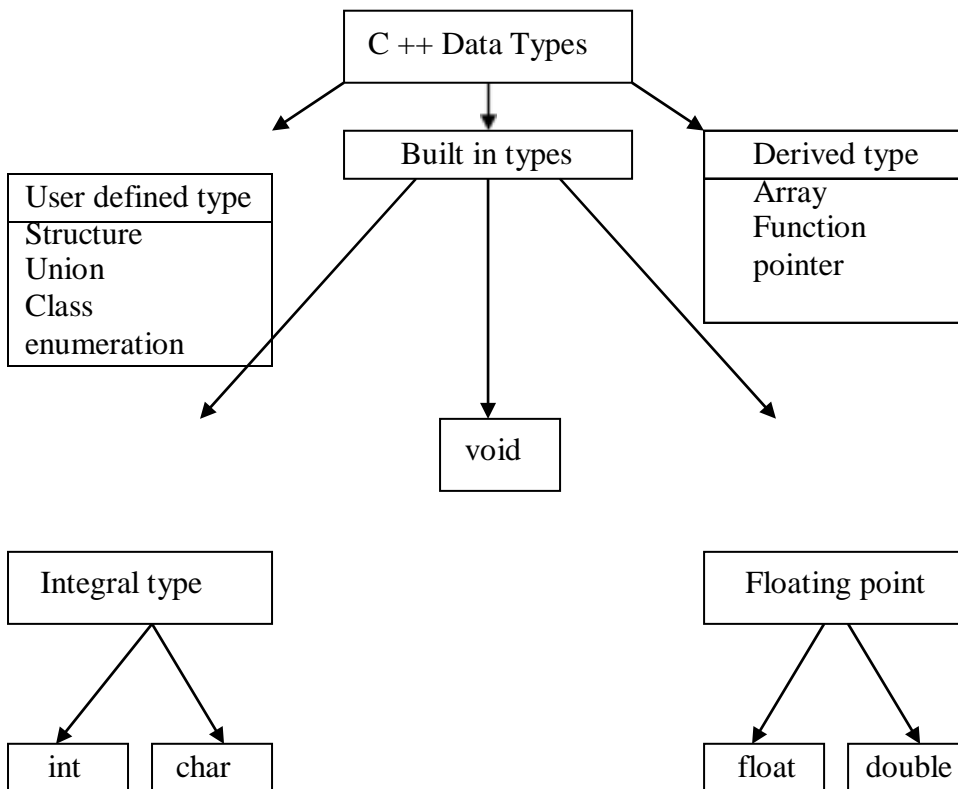 C ++ Data Types
User defined type
Structure
Union
Class
enumeration
Built in types
Derived type
Array
Function
pointer
void
Integral type
Floating point
int
char
float
double